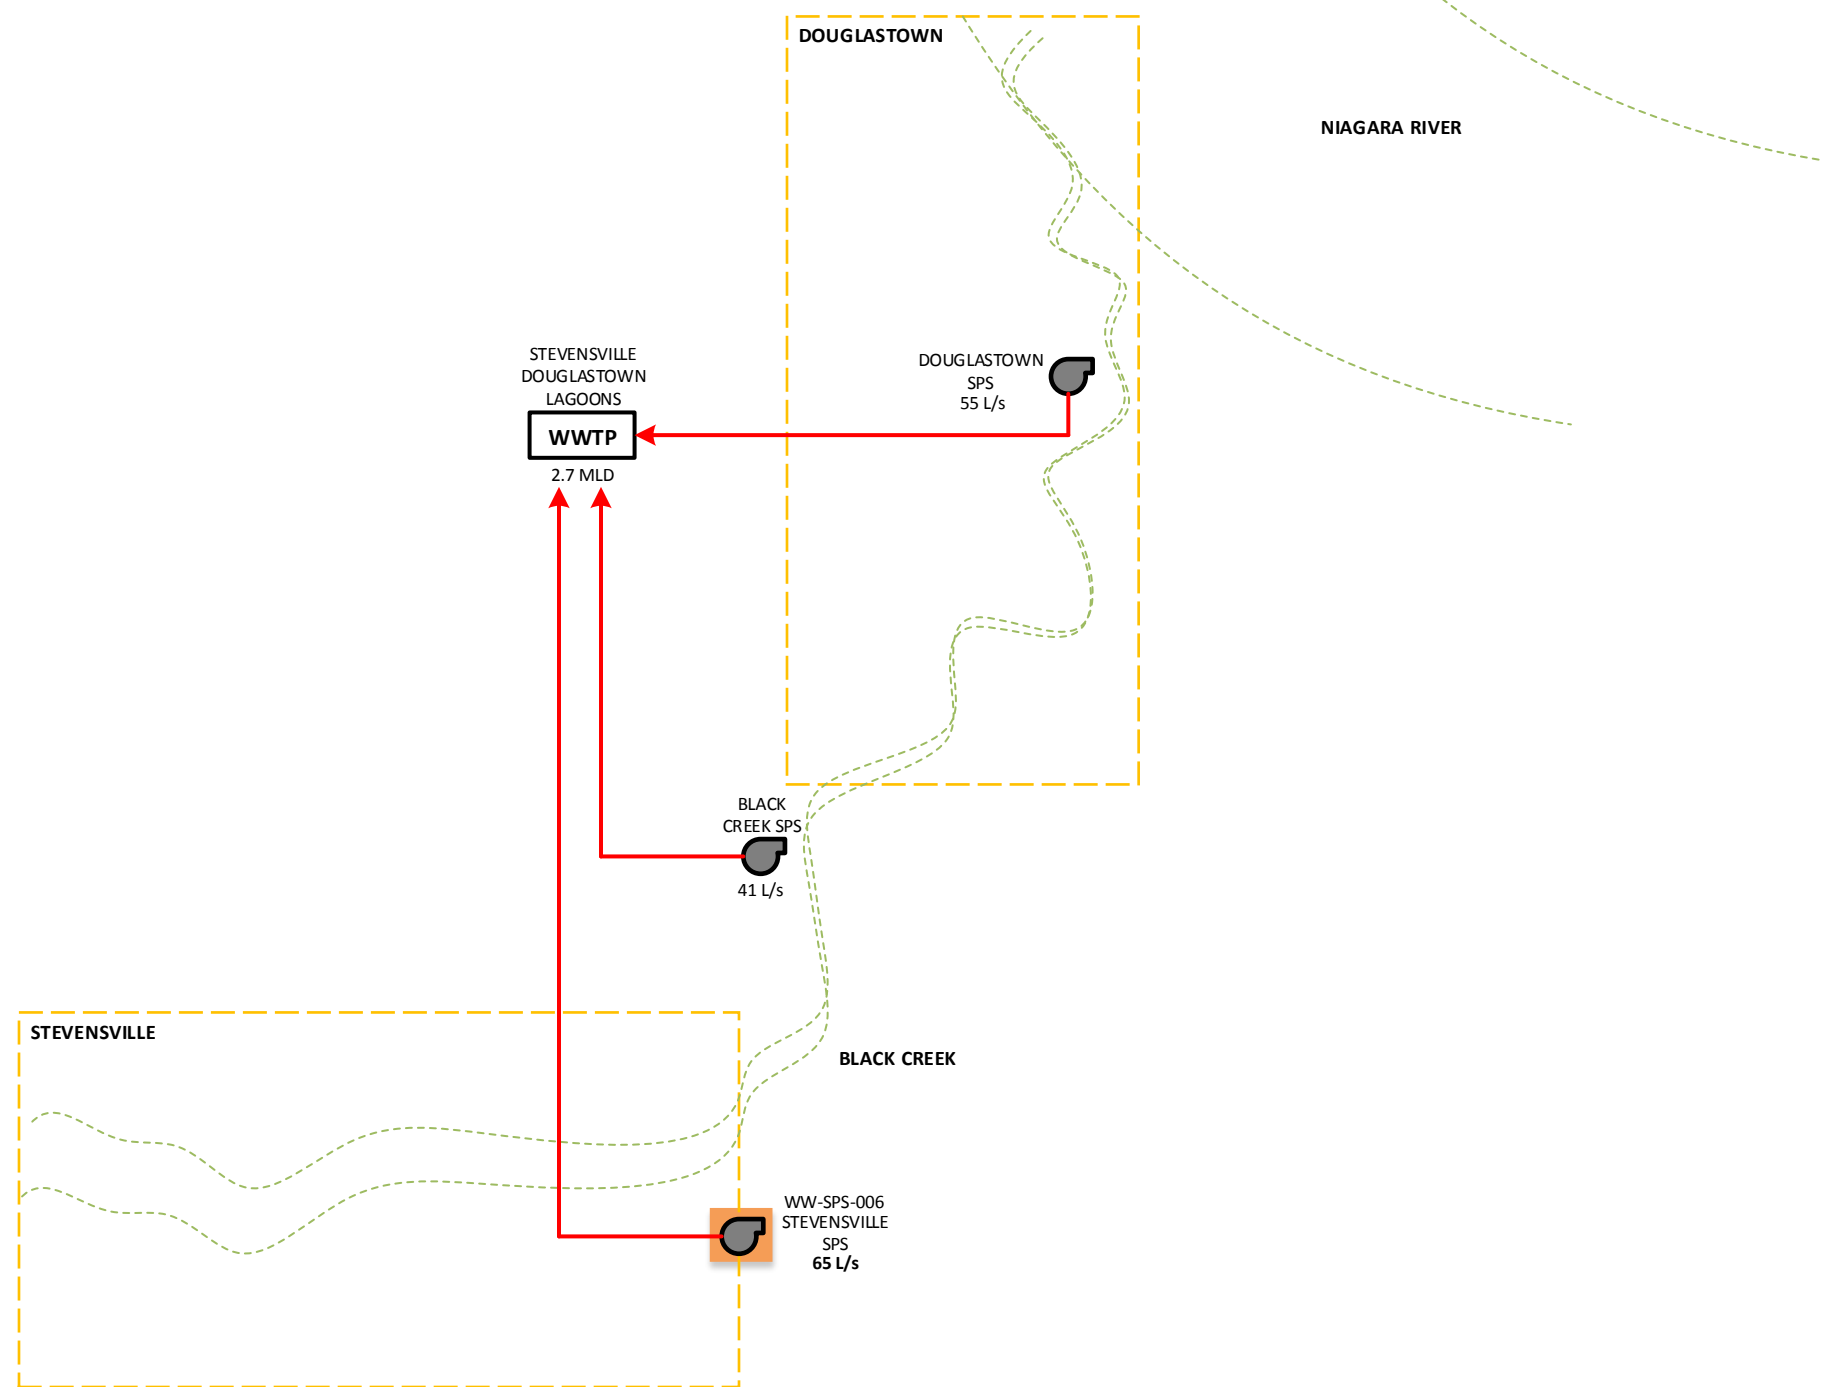 DOUGLASTOWN
NIAGARA RIVER
STEVENSVILLE
DOUGLASTOWN
LAGOONS
WWTP
2.7 MLD
DOUGLASTOWN
SPS
55 L/s
BLACK
CREEK SPS
41 L/s
STEVENSVILLE
BLACK CREEK
WW-SPS-006
STEVENSVILLE
SPS
65 L/s